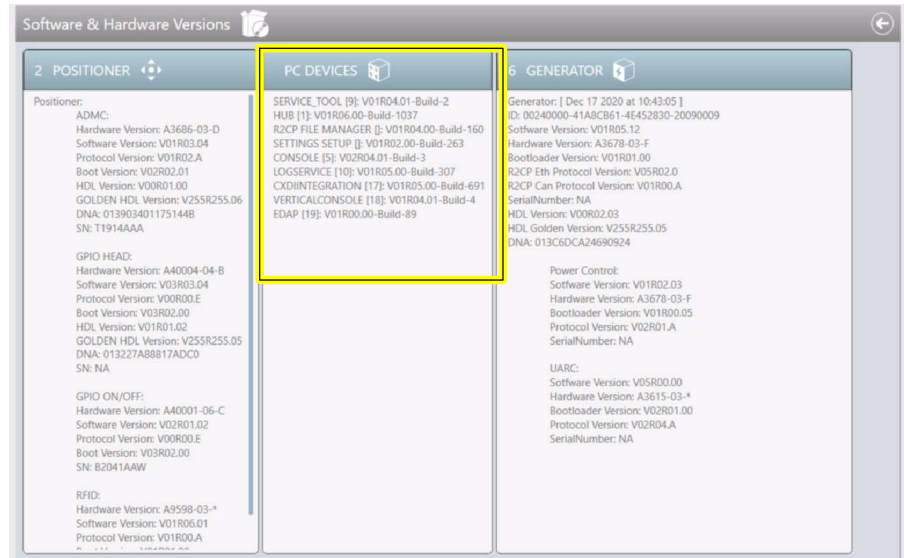 Software & Hardware Versions
2 POSITIONER
Positioner:
ADMC:
Hardware Version: A3686-03-D
Software Version: V01R03.04
Protocol Version: V01R02.A
Boot Version: V02R02.01
HDL Version: V00R01.00
GOLDEN HDL Version: V255R255.06
DNA: 013903401175144B
SN: T1914AAA
GPIO HEAD:
Hardware Version: A40004-04-B
Software Version: V03R03.04
Protocol Version: V00R00.E
Boot Version: V03R02.00
HDL Version: V01R01.02
GOLDEN HDL Version: V255R255.05
DNA: 013227A88817ADC0
SN: NA
GPIO ON/OFF:
Hardware Version: A40001-06-C
Software Version: V02R01.02
Protocol Version: V00R00.E
Boot Version: V03R02.00
SN: B2041AAW
RFID:
Hardware Version: A9598-03-*
Software Version: V01R06.01
Protocol Version: V01R00.A
PC DEVICES
SERVICE_TOOL [9]: V01R04.01-Build-2
HUB [1]: V01R06.00-Build-1037
R2CP FILE MANAGER []: V01R04.00-Build-160
SETTINGS SETUP []: V01R02.00-Build-263
CONSOLE [5]: V02R04.01-Build-3
LOGSERVICE [10]: V01R05.00-Build-307
CXDIINTEGRATION [17]: V01R05.00-Build-691
VERTICALCONSOLE [18]: V01R04.01-Build-4
EDAP [19]: V01R00.00-Build-89
6 GENERATOR
Generator: [ Dec 17 2020 at 10:43:05 ]
ID: 00240000-41A8CB61-4E452830-20090009
Sotfware Version: V01R05.12
Hardware Version: A3678-03-F
Bootloader Version: V01R01.00
R2CP Eth Protocol Version: V05R02.0
R2CP Can Protocol Version: V01R00.A
SerialNumber: NA
HDL Version: V00R02.03
HDL Golden Version: V255R255.05
DNA: 013C6DCA24690924
Power Control:
Sotfware Version: V01R02.03
Hardware Version: A3678-03-F
Bootloader Version: V01R00.05
Protocol Version: V02R01.A
SerialNumber: NA
UARC:
Sotfware Version: V05R00.00
Hardware Version: A3615-03-*
Bootloader Version: V02R01.00
Protocol Version: V02R04.A
SerialNumber: NA